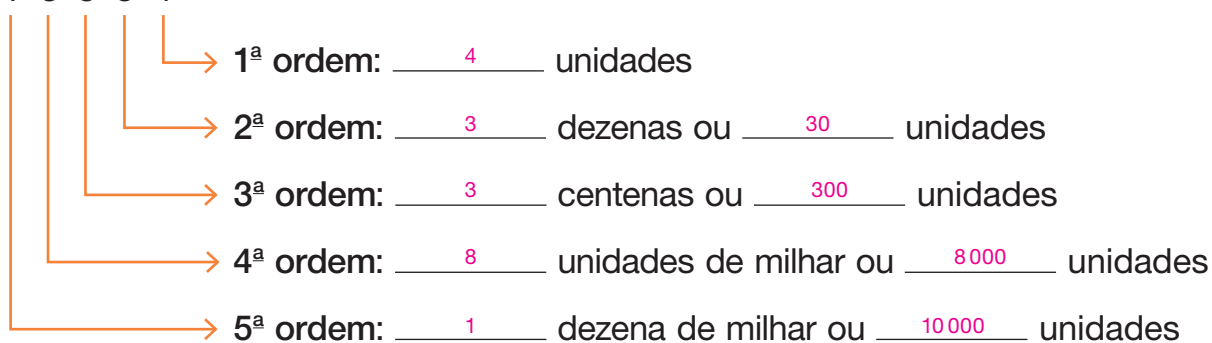 1ª ordem: 4 unidades
2ª ordem: 3 dezenas ou 30 unidades
3ª ordem: 3 centenas ou 300 unidades
4ª ordem: 8 unidades de milhar ou 8 000 unidades
5ª ordem: 1 dezena de milhar ou 10 000 unidades